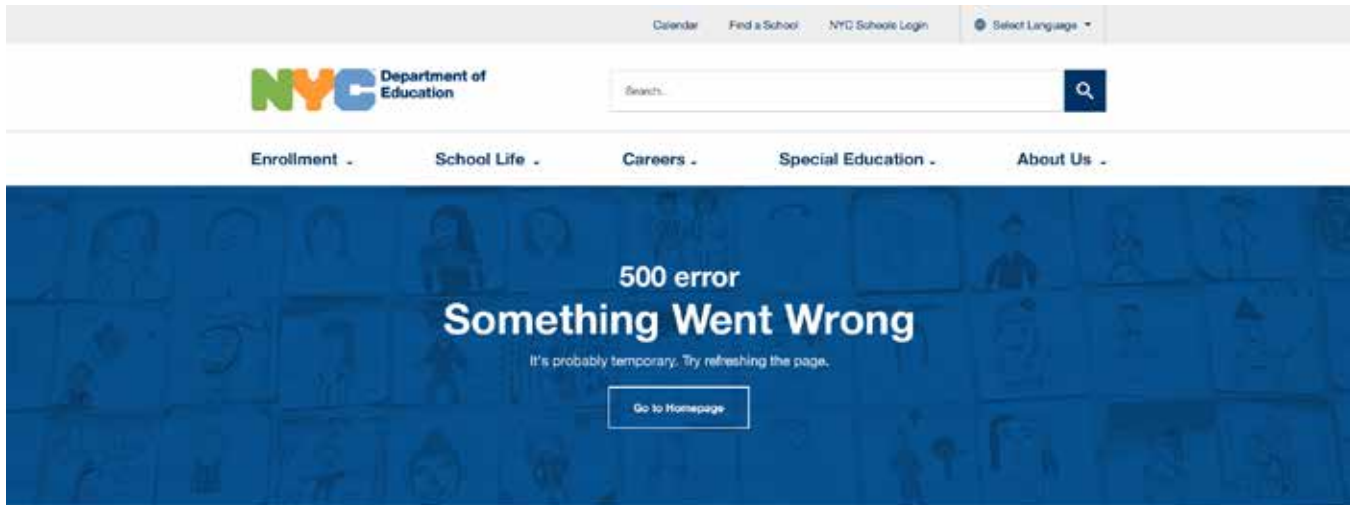 Calendar Find a School NYC Schools Login Select Language
NYC Department of
Education
Search...
Enrollment School Life Careers Special Education About Us
500 error
Something Went Wrong
It's probably temporary. Try refreshing the page.
Go to Homepage